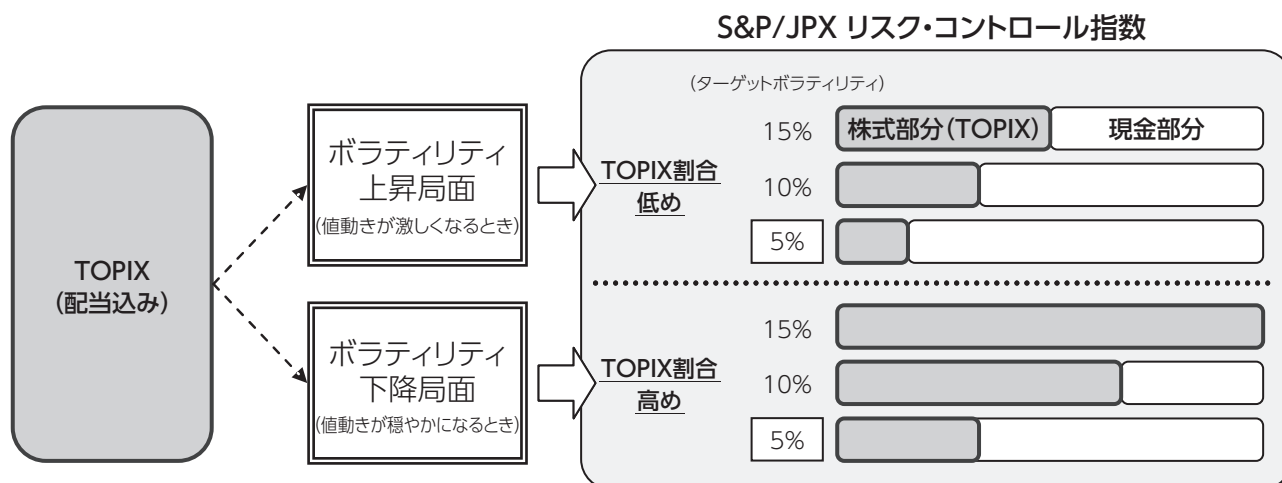 S&P/JPX リスク・コントロール指数
TOPIX
(配当込み)
ボラティリティ
上昇局面
(値動きが激しくなるとき)
TOPIX割合
低め
(ターゲットボラティリティ)
15%
株式部分(TOPIX)
現金部分
10%
5%
ボラティリティ
下降局面
(値動きが穏やかになるとき)
TOPIX割合
高め
15%
10%
5%